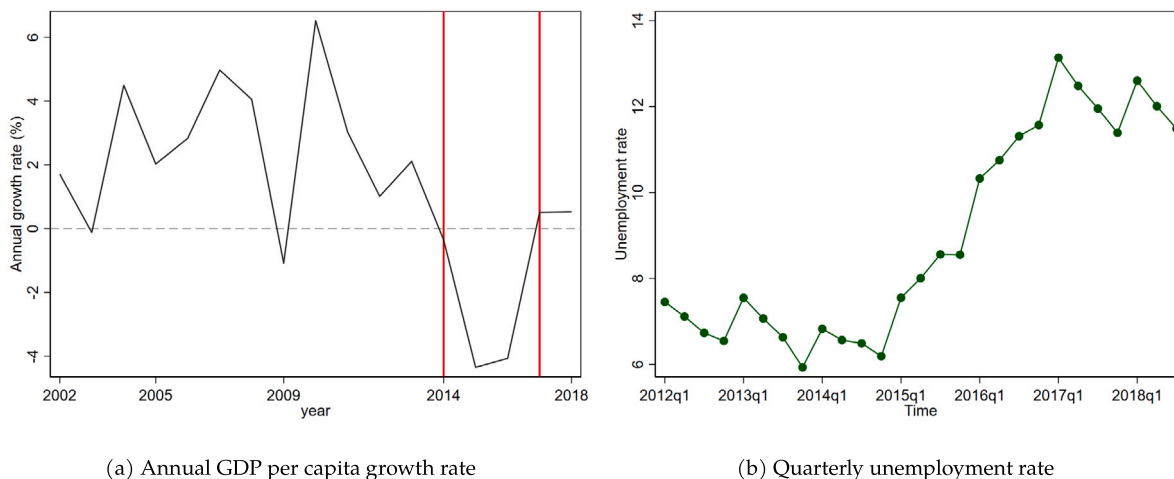 Annual growth rate (%)
6
4
2
0
-2
-4
2002 2005 2009 2014 2018
year
(a) Annual GDP per capita growth rate
Unemployment rate
14
12
10
8
6
2012q1 2013q1 2014q1 2015q1 2016q1 2017q1 2018q1
Time
(b) Quarterly unemployment rate